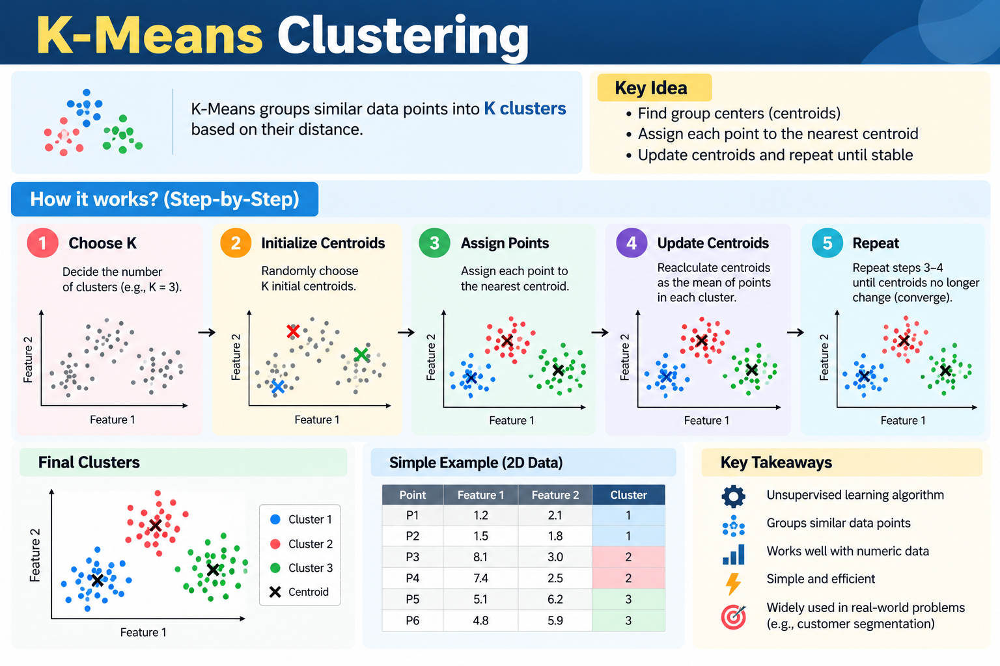 K-Means Clustering
K-Means groups similar data points into K clusters
based on their distance.
Key Idea
• Find group centers (centroids)
• Assign each point to the nearest centroid
• Update centroids and repeat until stable
How it works? (Step-by-Step)
1 Choose K
Decide the number
of clusters (e.g., K = 3).
Feature 2
Feature 1
2 Initialize Centroids
Randomly choose
K initial centroids.
Feature 2
Feature 1
3 Assign Points
Assign each point to
the nearest centroid.
Feature 2
Feature 1
4 Update Centroids
Reaclculate centroids
as the mean of points
in each cluster.
Feature 2
Feature 1
5 Repeat
Repeat steps 3–4
until centroids no longer
change (converge).
Feature 2
Feature 1
Final Clusters
Feature 2
Feature 1
Cluster 1
Cluster 2
Cluster 3
Centroid
Simple Example (2D Data)
Point Feature 1 Feature 2 Cluster
P1 1.2 2.1 1
P2 1.5 1.8 1
P3 8.1 3.0 2
P4 7.4 2.5 2
P5 5.1 6.2 3
P6 4.8 5.9 3
Key Takeaways
Unsupervised learning algorithm
Groups similar data points
Works well with numeric data
Simple and efficient
Widely used in real-world problems
(e.g., customer segmentation)